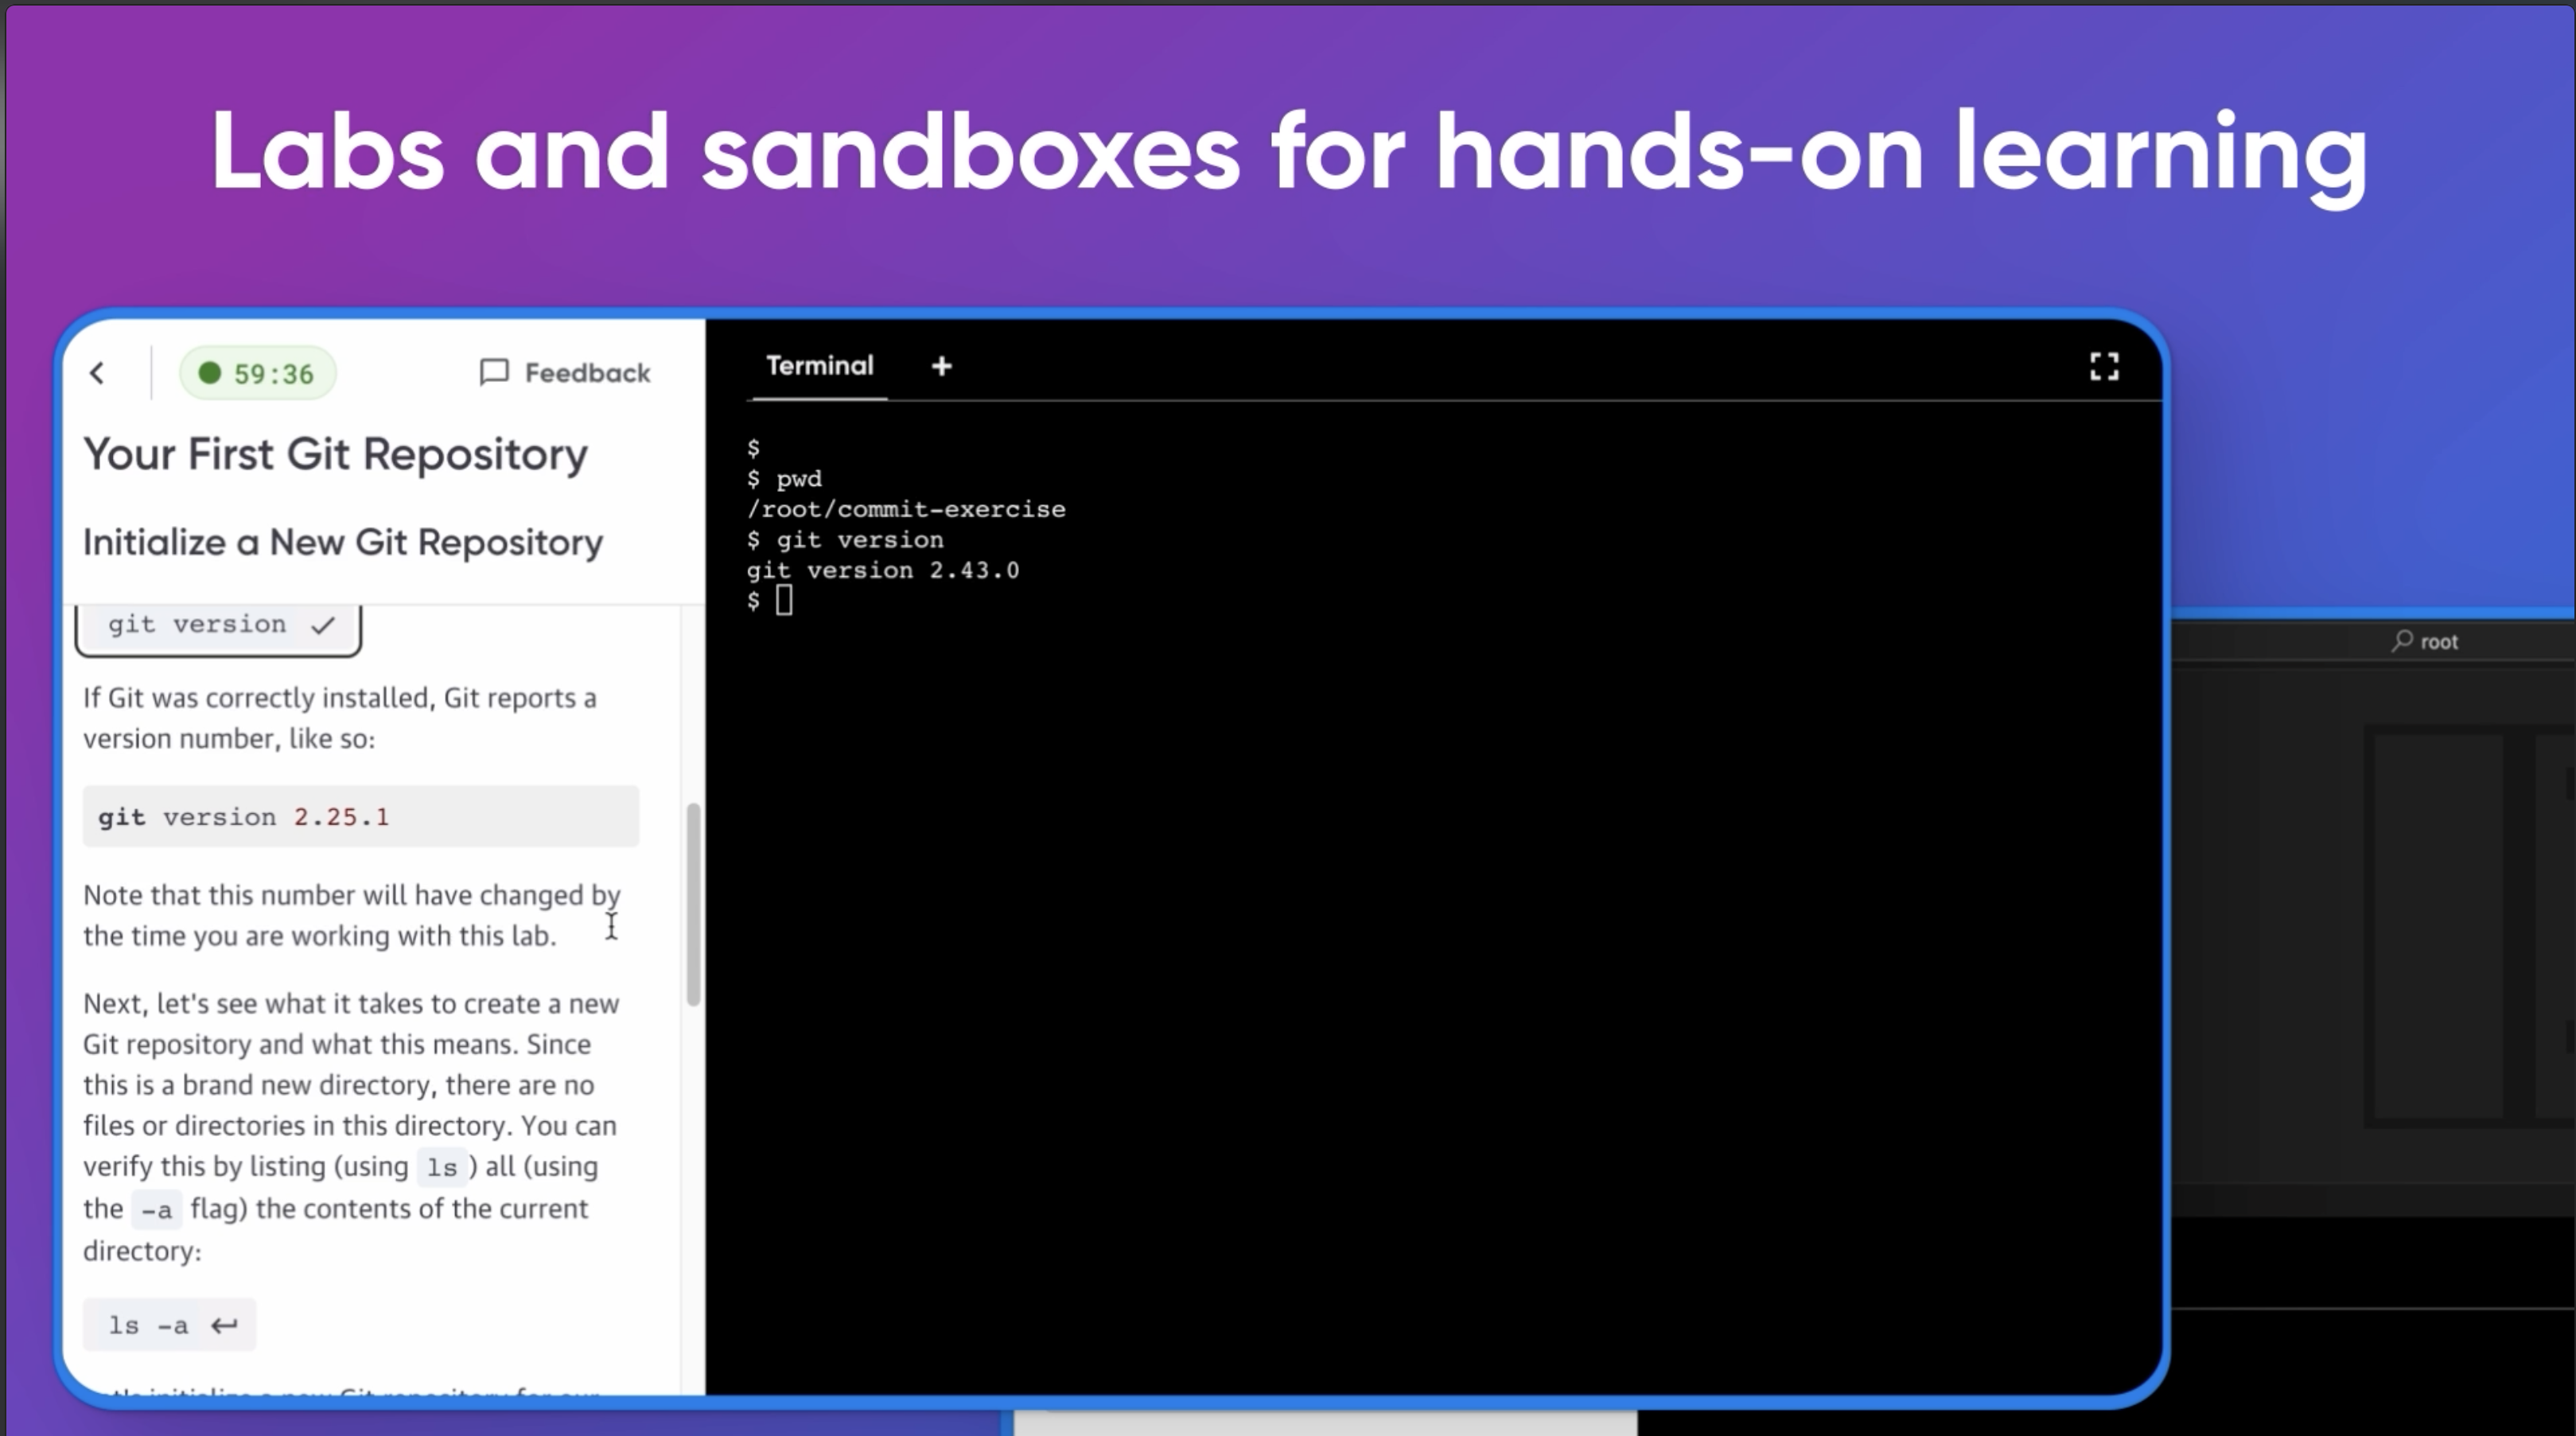 Labs and sandboxes for hands-on learning
59:36
Feedback
Your First Git Repository
Initialize a New Git Repository
git version
If Git was correctly installed, Git reports a
version number, like so:
git version 2.25.1
Note that this number will have changed by
the time you are working with this lab.
Next, let's see what it takes to create a new
Git repository and what this means. Since
this is a brand new directory, there are no
files or directories in this directory. You can
verify this by listing (using ls) all (using
the -a flag) the contents of the current
directory:
ls -a
initialize a new Git repository for our
Terminal +
$
$ pwd
/root/commit-exercise
$ git version
git version 2.43.0
$
root